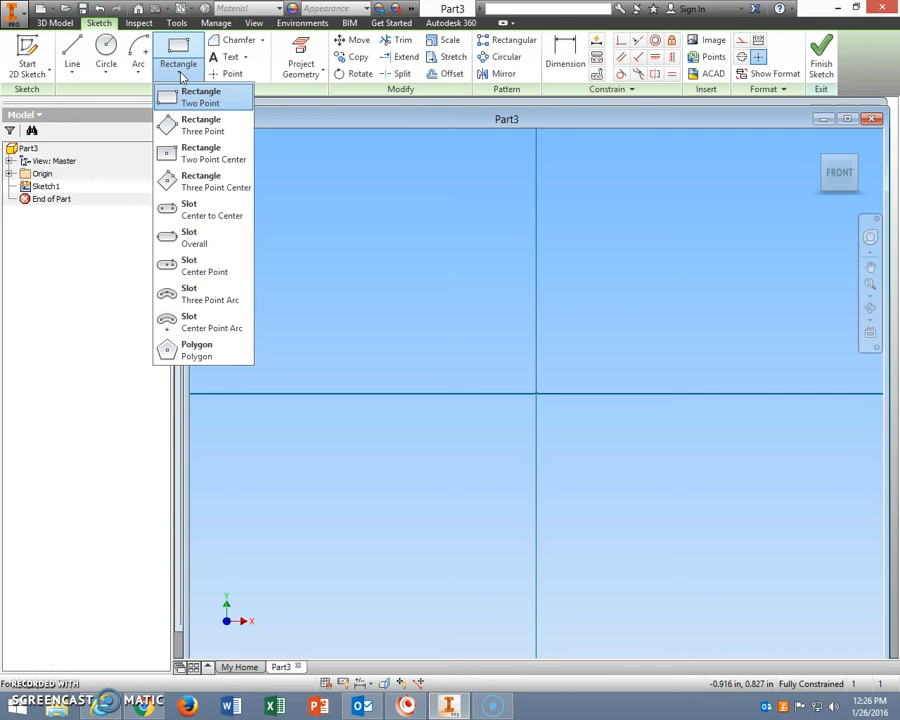 Material
Appearance
Part3
Sign In
PRO
3D Model
Sketch
Inspect
Tools
Manage
View
Environments
BIM
Get Started
Autodesk 360
Start
2D Sketch
Line
Circle
Arc
Rectangle
Chamfer
Text
Point
Project
Geometry
Move
Copy
Rotate
Trim
Extend
Split
Scale
Stretch
Offset
Rectangular
Circular
Mirror
Dimension
Image
Points
ACAD
Show Format
Finish
Sketch
Sketch
Modify
Pattern
Constrain
Insert
Format
Exit
Rectangle
Two Point
Rectangle
Three Point
Rectangle
Two Point Center
Rectangle
Three Point Center
Slot
Center to Center
Slot
Overall
Slot
Center Point
Slot
Three Point Arc
Slot
Center Point Arc
Polygon
Polygon
Model
Part3
View: Master
Origin
Sketch1
End of Part
Part3
FRONT
Y
X
My Home
Part3
RECORDED WITH
SCREENCAST MATIC
-0.916 in, 0.827 in
Fully Constrained
1
1
12:26 PM
1/26/2016